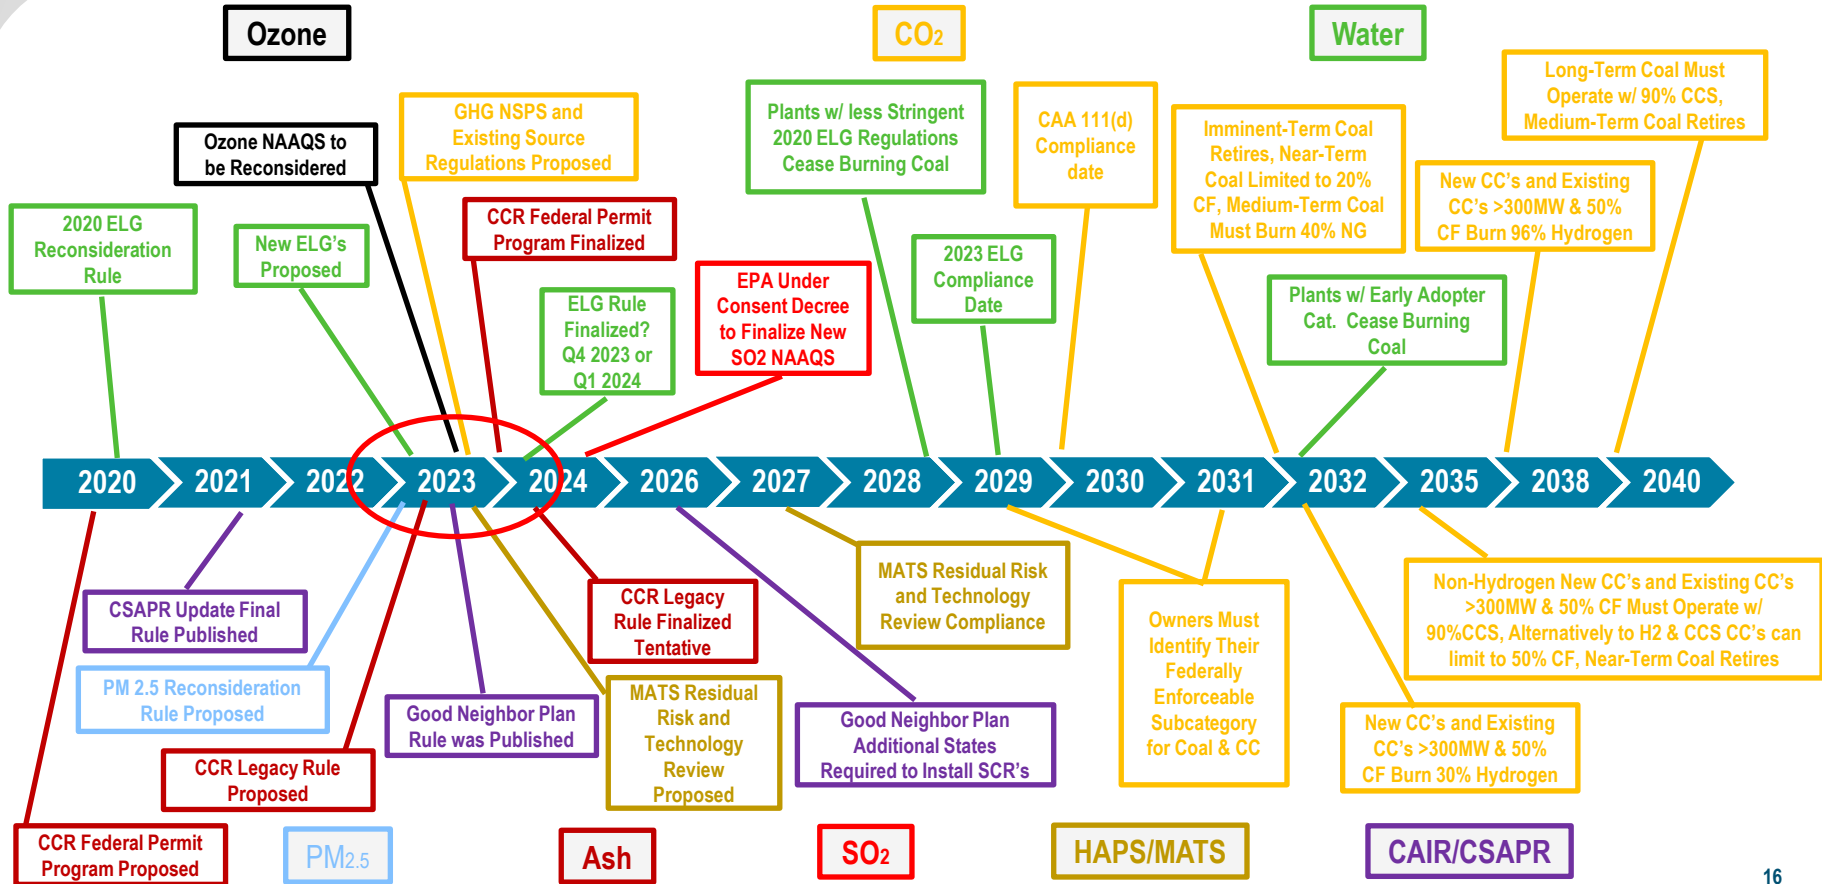 Ozone
CO2
Water
Ozone NAAQS to
be Reconsidered
GHG NSPS and
Existing Source
Regulations Proposed
Plants w/ less Stringent
2020 ELG Regulations
Cease Burning Coal
CAA 111(d)
Compliance
date
Imminent-Term Coal
Retires, Near-Term
Coal Limited to 20%
CF, Medium-Term Coal
Must Burn 40% NG
Long-Term Coal Must
Operate w/ 90% CCS,
Medium-Term Coal Retires
New CC's and Existing
CC's >300MW & 50%
CF Burn 96% Hydrogen
2020 ELG
Reconsideration
Rule
New ELG's
Proposed
CCR Federal Permit
Program Finalized
ELG Rule
Finalized?
Q4 2023 or
Q1 2024
EPA Under
Consent Decree
to Finalize New
SO2 NAAQS
2023 ELG
Compliance
Date
Plants w/ Early Adopter
Cat. Cease Burning
Coal
2020
2021
2022
2023
2024
2026
2027
2028
2029
2030
2031
2032
2035
2038
2040
CSAPR Update Final
Rule Published
PM 2.5 Reconsideration
Rule Proposed
CCR Legacy Rule
Proposed
CCR Federal Permit
Program Proposed
Good Neighbor Plan
Rule was Published
CCR Legacy
Rule Finalized
Tentative
MATS Residual
Risk and
Technology
Review
Proposed
MATS Residual Risk
and Technology
Review Compliance
Good Neighbor Plan
Additional States
Required to Install SCR's
Owners Must
Identify Their
Federally
Enforceable
Subcategory
for Coal & CC
Non-Hydrogen New CC's and Existing CC's
>300MW & 50% CF Must Operate w/
90%CCS, Alternatively to H2 & CCS CC's can
limit to 50% CF, Near-Term Coal Retires
New CC's and Existing
CC's >300MW & 50%
CF Burn 30% Hydrogen
PM2.5
Ash
SO2
HAPS/MATS
CAIR/CSAPR
16